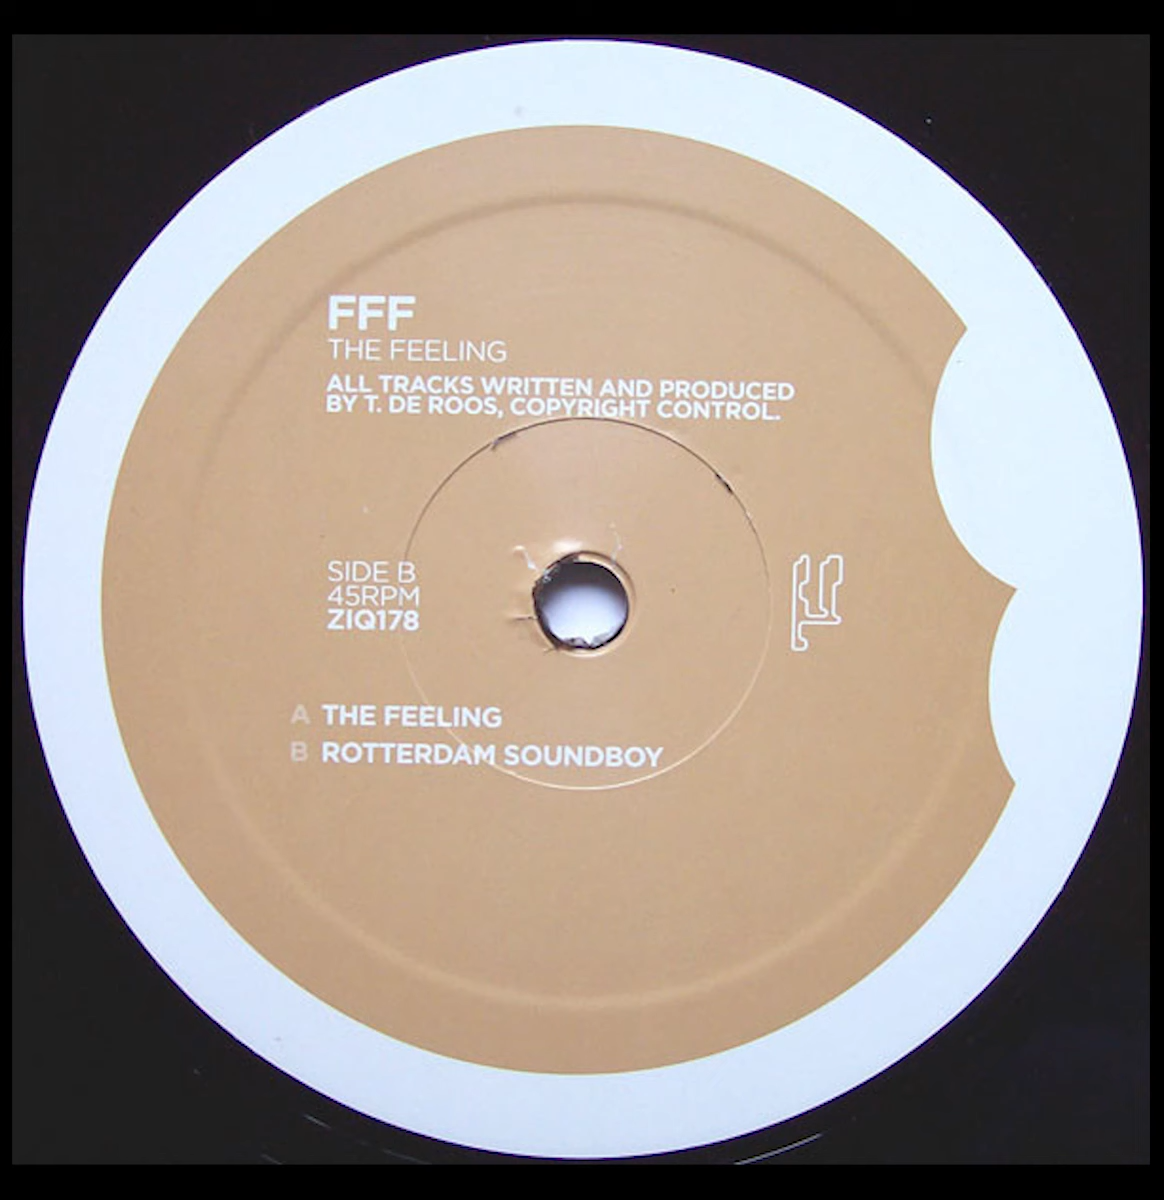 FFF
THE FEELING
ALL TRACKS WRITTEN AND PRODUCED
BY T. DE ROOS, COPYRIGHT CONTROL.
SIDE B
45RPM
ZIQ178
A THE FEELING
B ROTTERDAM SOUNDBOY